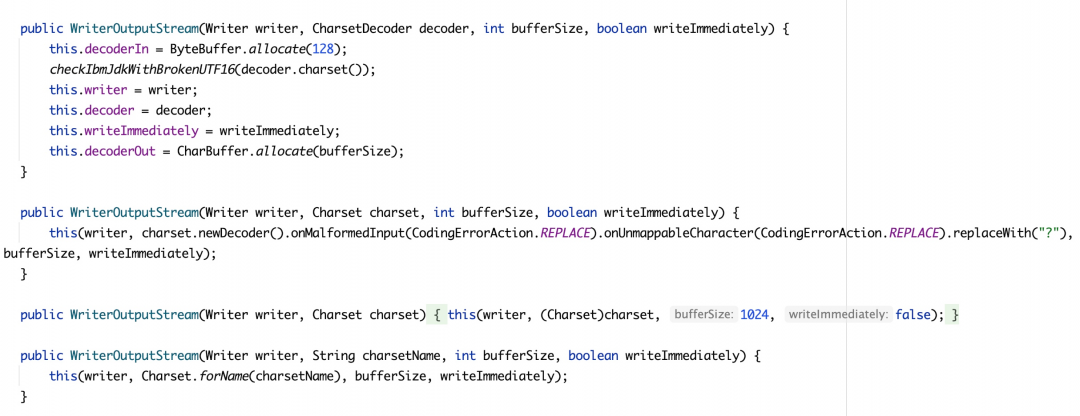 public WriterOutputStream(Writer writer, CharsetDecoder decoder, int bufferSize, boolean writeImmediately) {
this.decoderIn = ByteBuffer.allocate(128);
checkIbmJdkWithBrokenUTF16(decoder.charset());
this.writer = writer;
this.decoder = decoder;
this.writeImmediately = writeImmediately;
this.decoderOut = CharBuffer.allocate(bufferSize);
}
public WriterOutputStream(Writer writer, Charset charset, int bufferSize, boolean writeImmediately) {
this(writer, charset.newDecoder().onMalformedInput(CodingErrorAction.REPLACE).onUnmappableCharacter(CodingErrorAction.REPLACE).replaceWith("?"),
bufferSize, writeImmediately);
}
public WriterOutputStream(Writer writer, Charset charset) { this(writer, (Charset)charset, bufferSize: 1024, writeImmediately: false); }
public WriterOutputStream(Writer writer, String charsetName, int bufferSize, boolean writeImmediately) {
this(writer, Charset.forName(charsetName), bufferSize, writeImmediately);
}